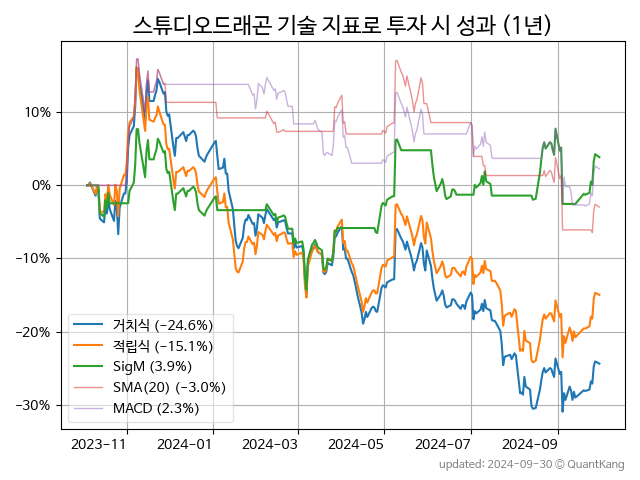 스튜디오드래곤 기술 지표로 투자 시 성과 (1년)
10%
0%
−10%
−20%
−30%
거치식 (−24.6%)
적립식 (−15.1%)
SigM (3.9%)
SMA(20) (−3.0%)
MACD (2.3%)
2023-11 2024-01 2024-03 2024-05 2024-07 2024-09
updated: 2024-09-30 © QuantKang